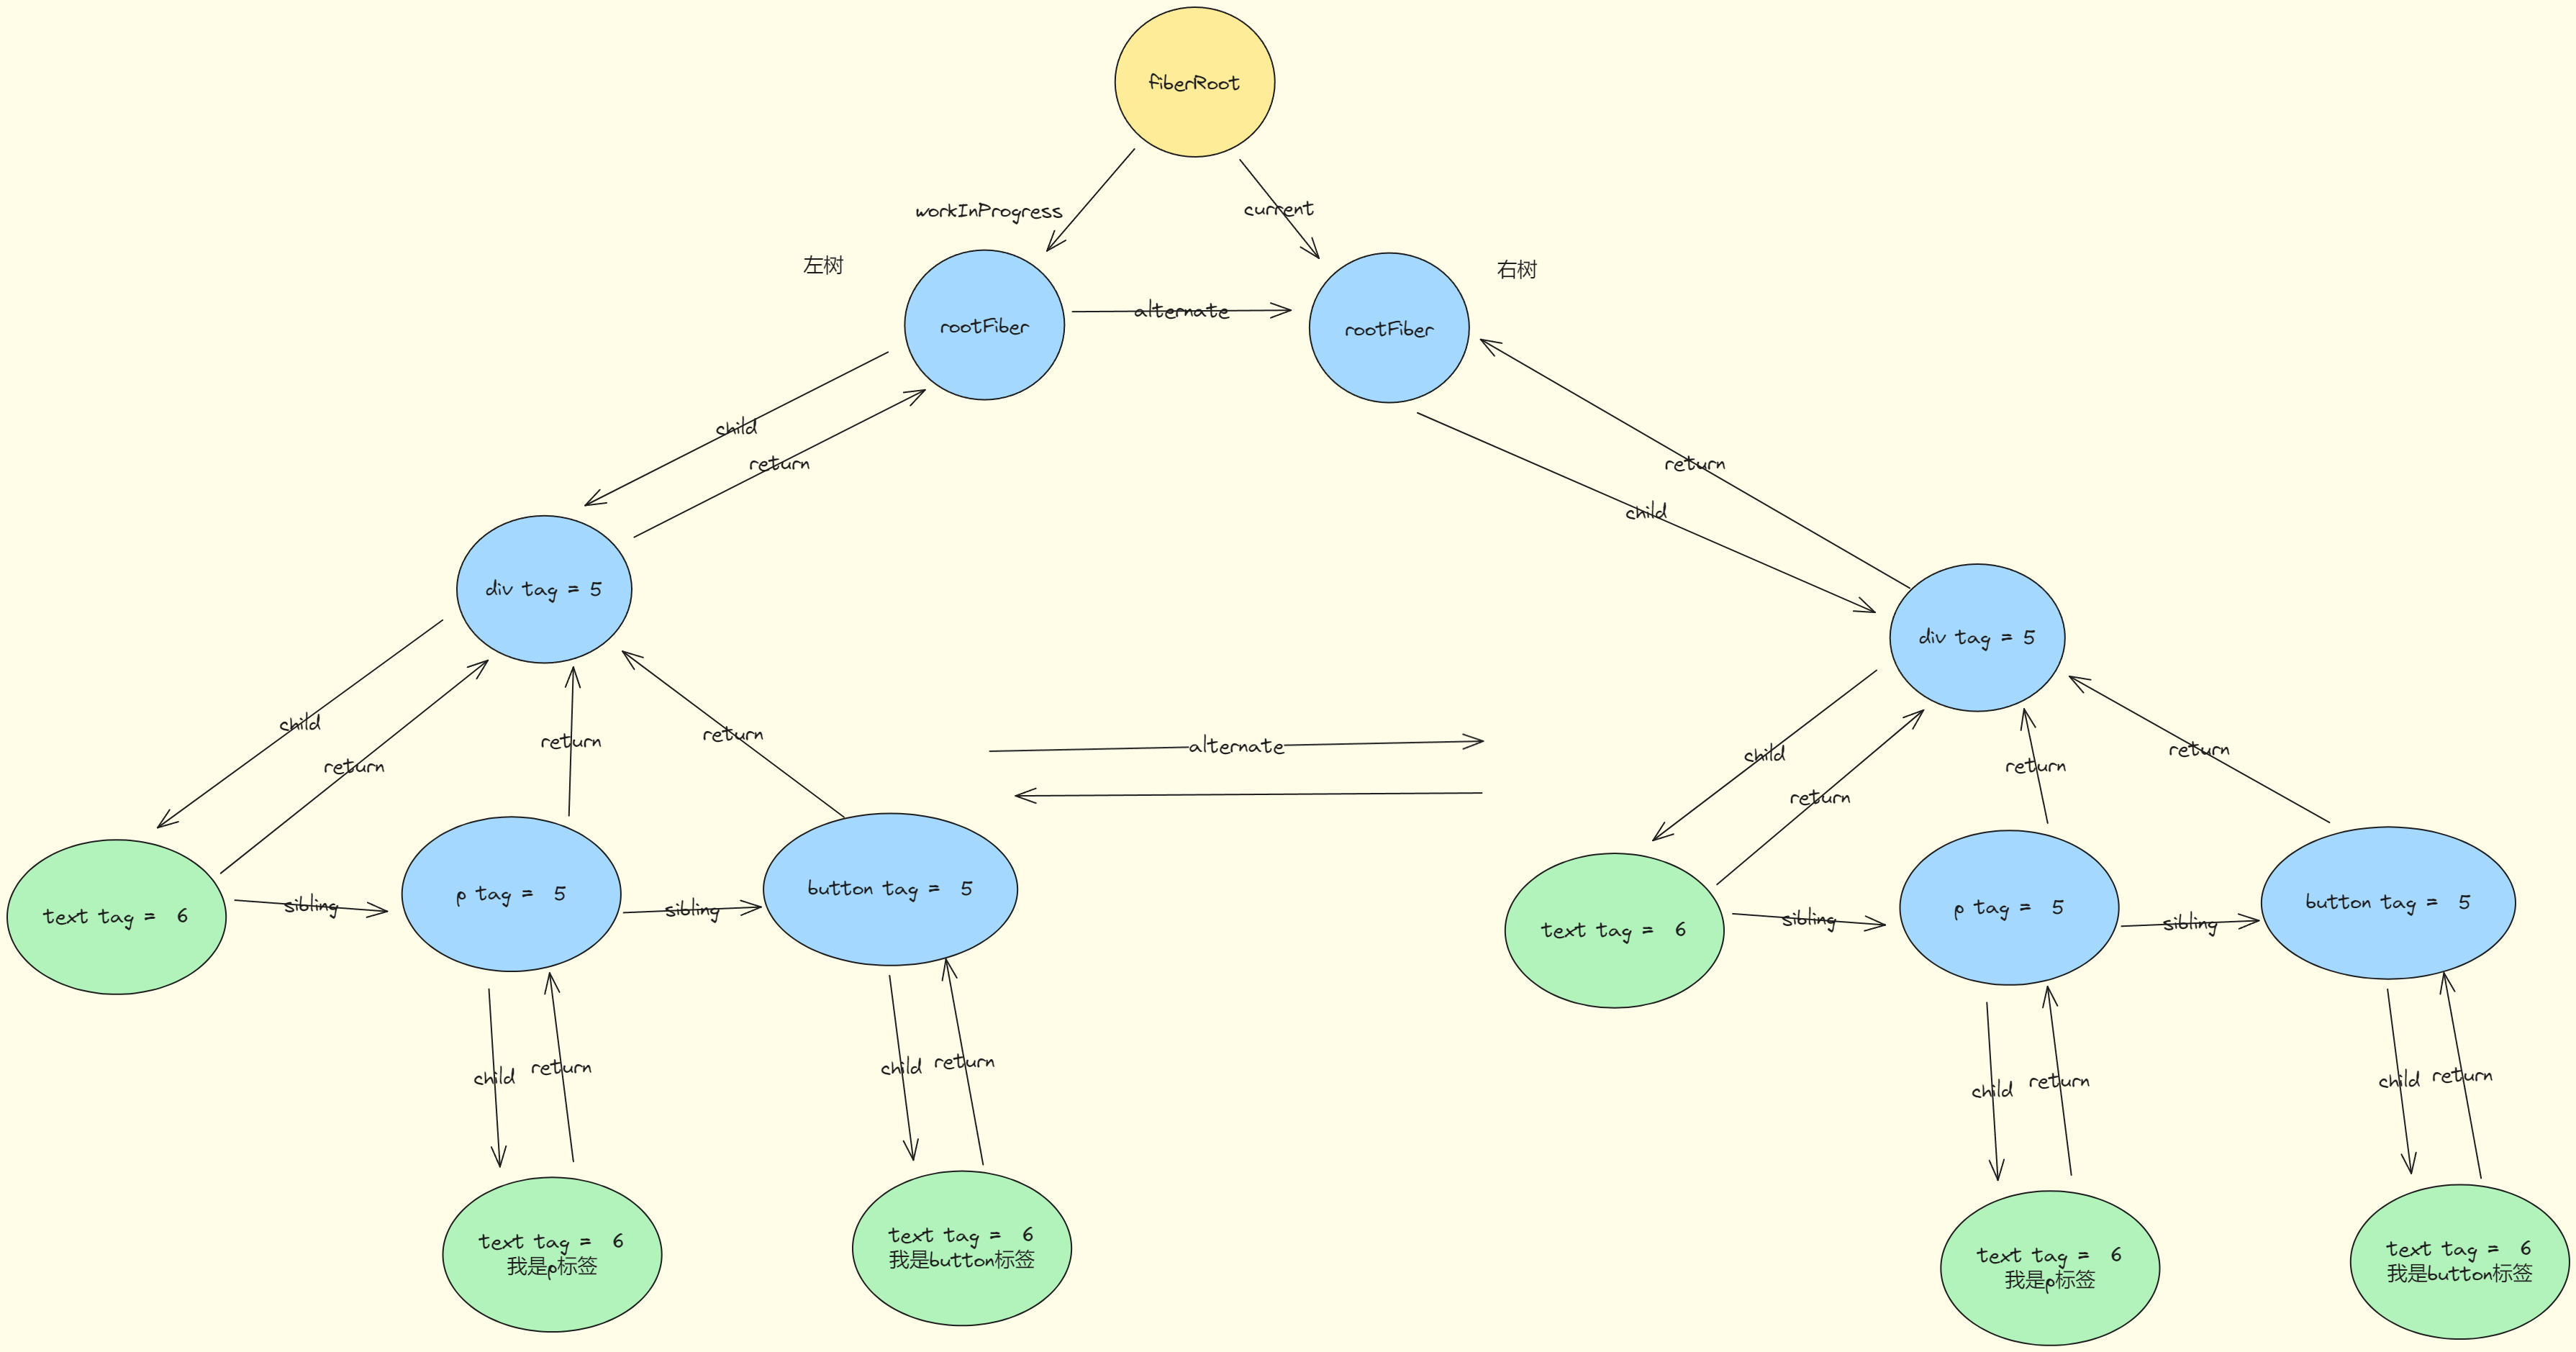 fiberRoot
workInProgress
current
左树
右树
alternate
rootFiber
rootFiber
child
return
return
child
div tag = 5
div tag = 5
child
return
return
return
alternate
child
return
return
return
text tag = 6
sibling
p tag = 5
sibling
button tag = 5
text tag = 6
sibling
p tag = 5
sibling
button tag = 5
child
return
child
return
child
return
child
return
text tag = 6
我是p标签
text tag = 6
我是button标签
text tag = 6
我是p标签
text tag = 6
我是button标签